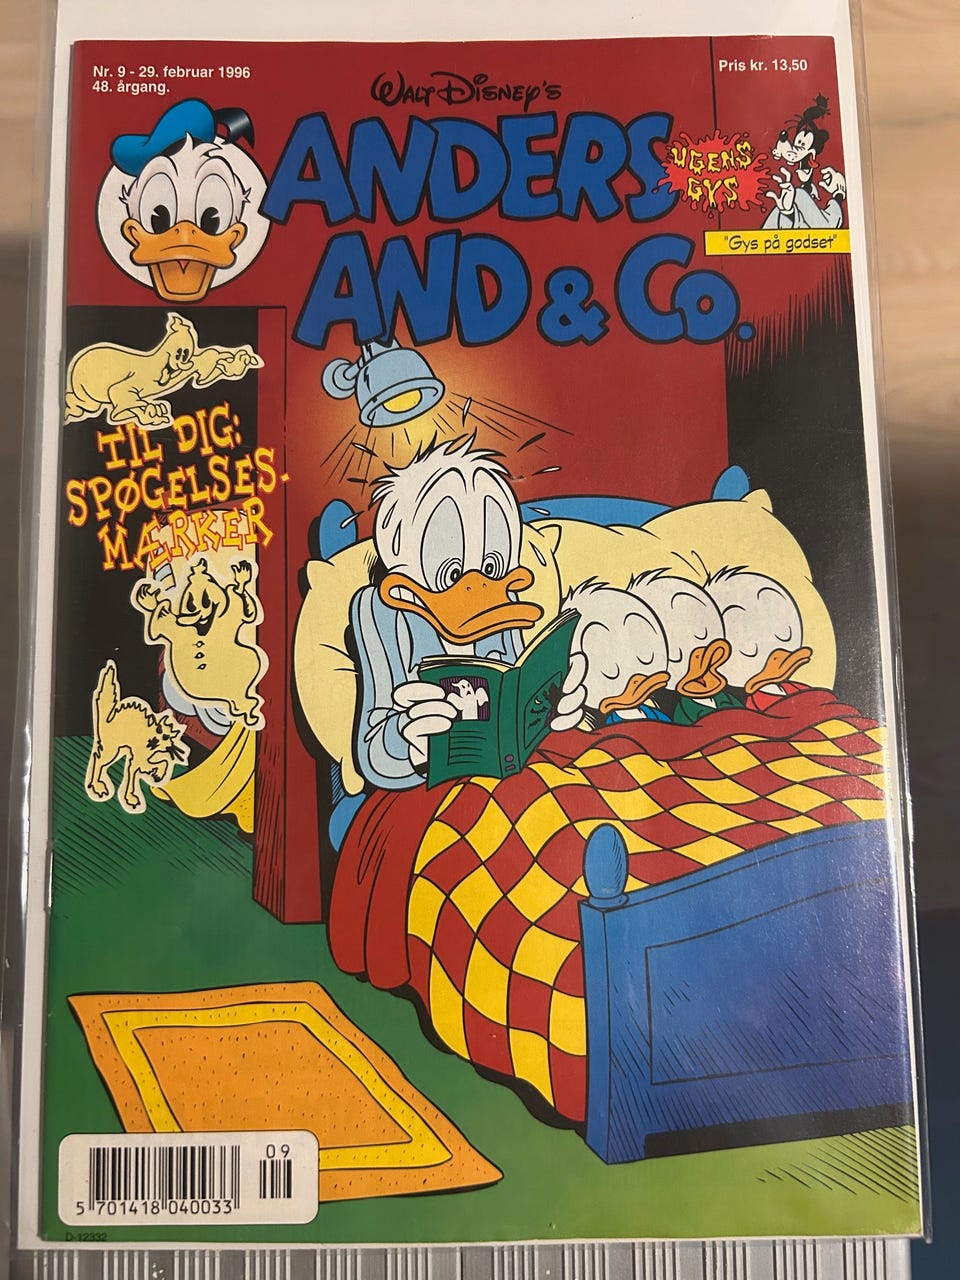 Nr. 9 - 29. februar 1996
48. årgang.
Pris kr. 13,50
WALT DISNEY'S
ANDERS
AND & Co.
UGENS
GYS
"Gys på godset"
TIL DIG:
SPØGELSES-
MÆRKER
09
5 701418 040033
D-12332